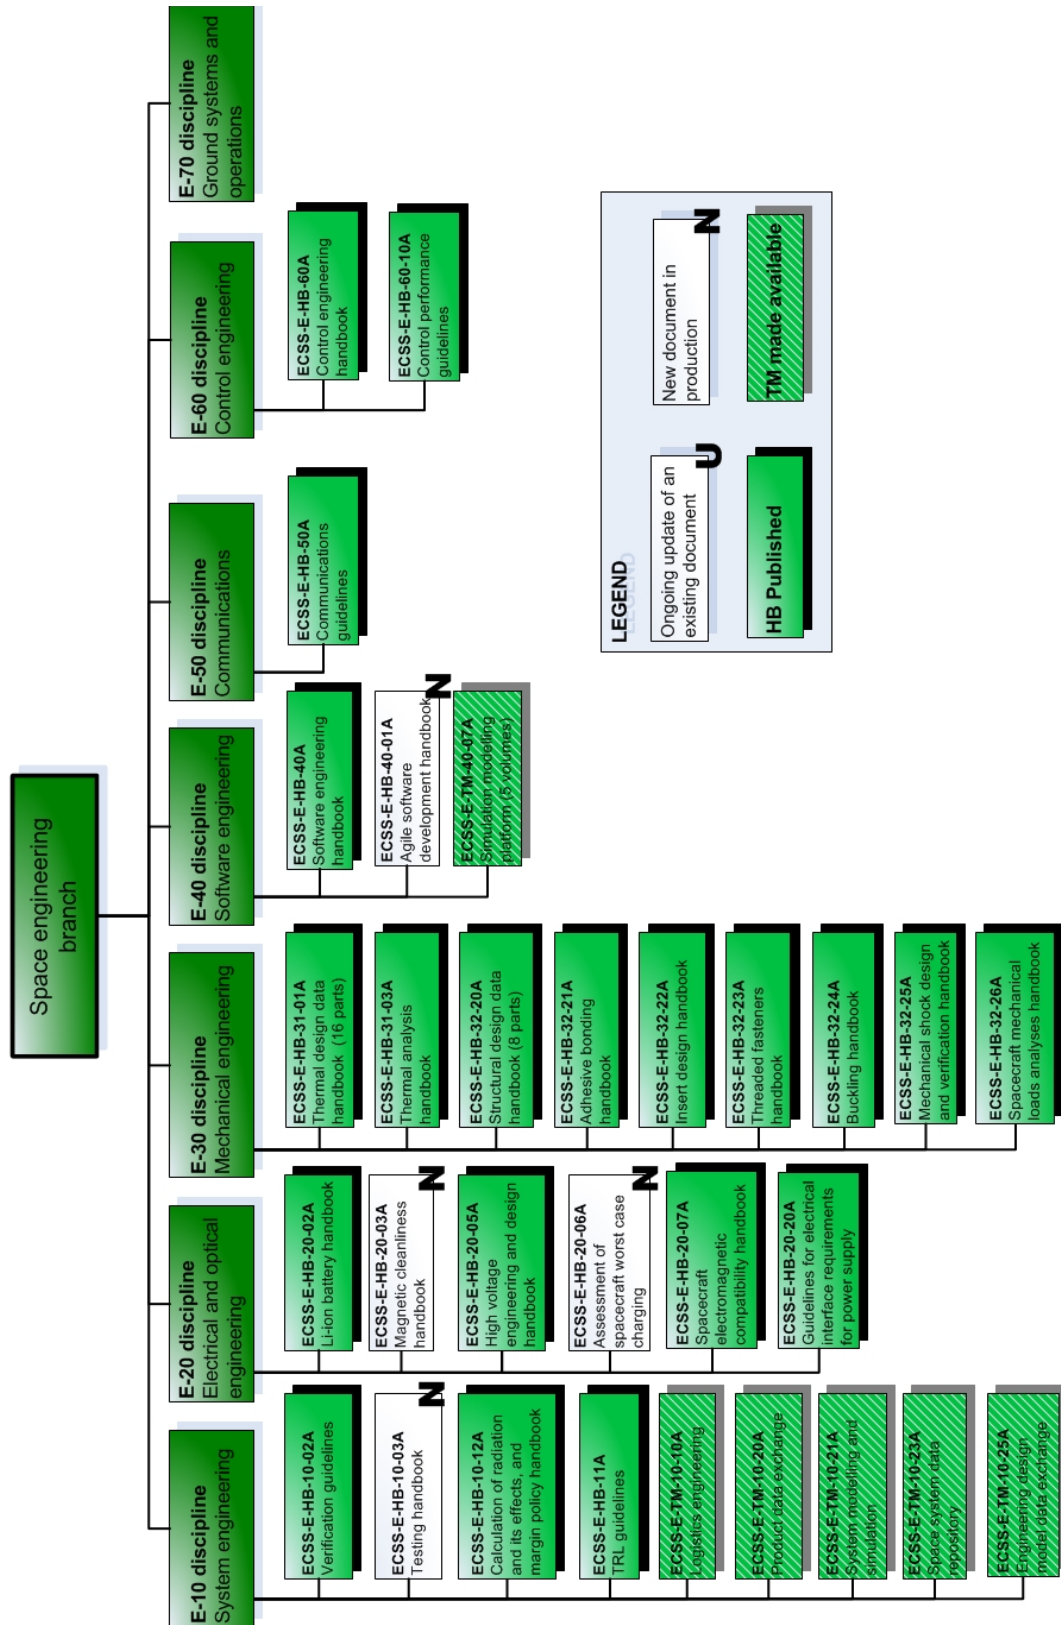 Space engineering
branch
E-10 discipline
System engineering
ECSS-E-HB-10-02A
Verification guidelines
ECSS-E-HB-10-03A
Testing handbook
N
ECSS-E-HB-10-12A
Calculation of radiation
and its effects, and
margin policy handbook
ECSS-E-HB-11A
TRL guidelines
ECSS-E-TM-10-10A
Logistics engineering
ECSS-E-TM-10-20A
Product data exchange
ECSS-E-TM-10-21A
System modelling and
simulation
ECSS-E-TM-10-23A
Space system data
repository
ECSS-E-TM-10-25A
Engineering design
model data exchange
E-20 discipline
Electrical and optical
engineering
ECSS-E-HB-20-02A
Li-ion battery handbook
ECSS-E-HB-20-03A
Magnetic cleanliness
handbook
N
ECSS-E-HB-20-05A
High voltage
engineering and design
handbook
ECSS-E-HB-20-06A
Assessment of
spacecraft worst case
charging
N
ECSS-E-HB-20-07A
Spacecraft
electromagnetic
compatibility handbook
ECSS-E-HB-20-20A
Guidelines for electrical
interface requirements
for power supply
E-30 discipline
Mechanical engineering
ECSS-E-HB-31-01A
Thermal design data
handbook (16 parts)
ECSS-E-HB-31-03A
Thermal analysis
handbook
ECSS-E-HB-32-20A
Structural design data
handbook (8 parts)
ECSS-E-HB-32-21A
Adhesive bonding
handbook
ECSS-E-HB-32-22A
Insert design handbook
ECSS-E-HB-32-23A
Threaded fasteners
handbook
ECSS-E-HB-32-24A
Buckling handbook
ECSS-E-HB-32-25A
Mechanical shock design
and verification handbook
ECSS-E-HB-32-26A
Spacecraft mechanical
loads analyses handbook
E-40 discipline
Software engineering
ECSS-E-HB-40A
Software engineering
handbook
ECSS-E-HB-40-01A
Agile software
development handbook
N
ECSS-E-TM-40-07A
Simulation modelling
platform (5 volumes)
E-50 discipline
Communications
ECSS-E-HB-50A
Communications
guidelines
E-60 discipline
Control engineering
ECSS-E-HB-60A
Control engineering
handbook
ECSS-E-HB-60-10A
Control performance
guidelines
E-70 discipline
Ground systems and
operations
LEGEND
Ongoing update of an
existing document
U
New document in
production
N
HB Published
TM made available